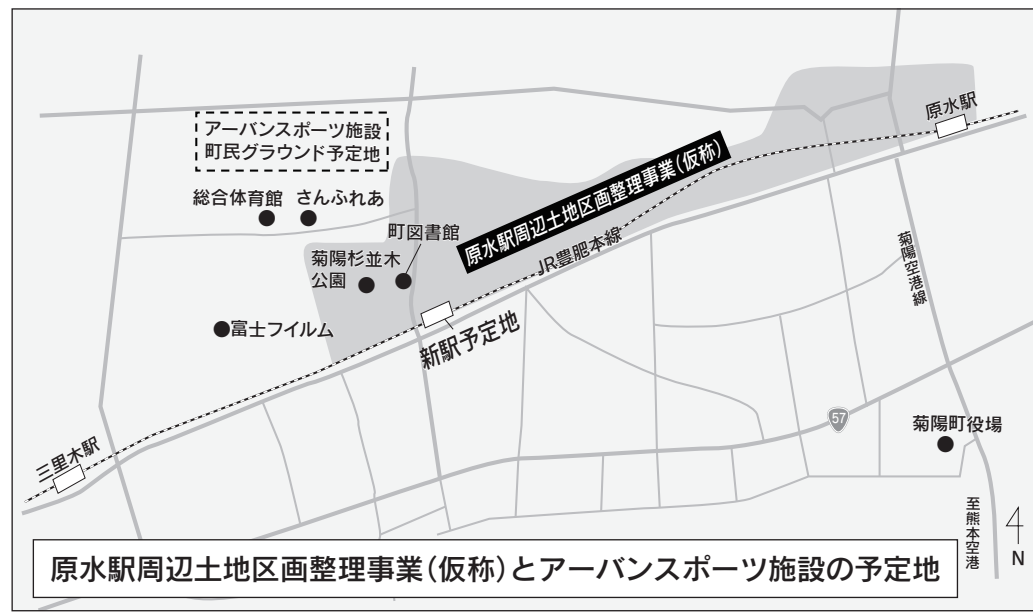 アーバンスポーツ施設
町民グラウンド予定地
原水駅
総合体育館
さんふれあ
町図書館
菊陽杉並木
公園
原水駅周辺土地区画整理事業(仮称)
JR豊肥本線
菊陽空港線
新駅予定地
富士フイルム
三里木駅
57
菊陽町役場
至熊本空港
N
原水駅周辺土地区画整理事業(仮称)とアーバンスポーツ施設の予定地